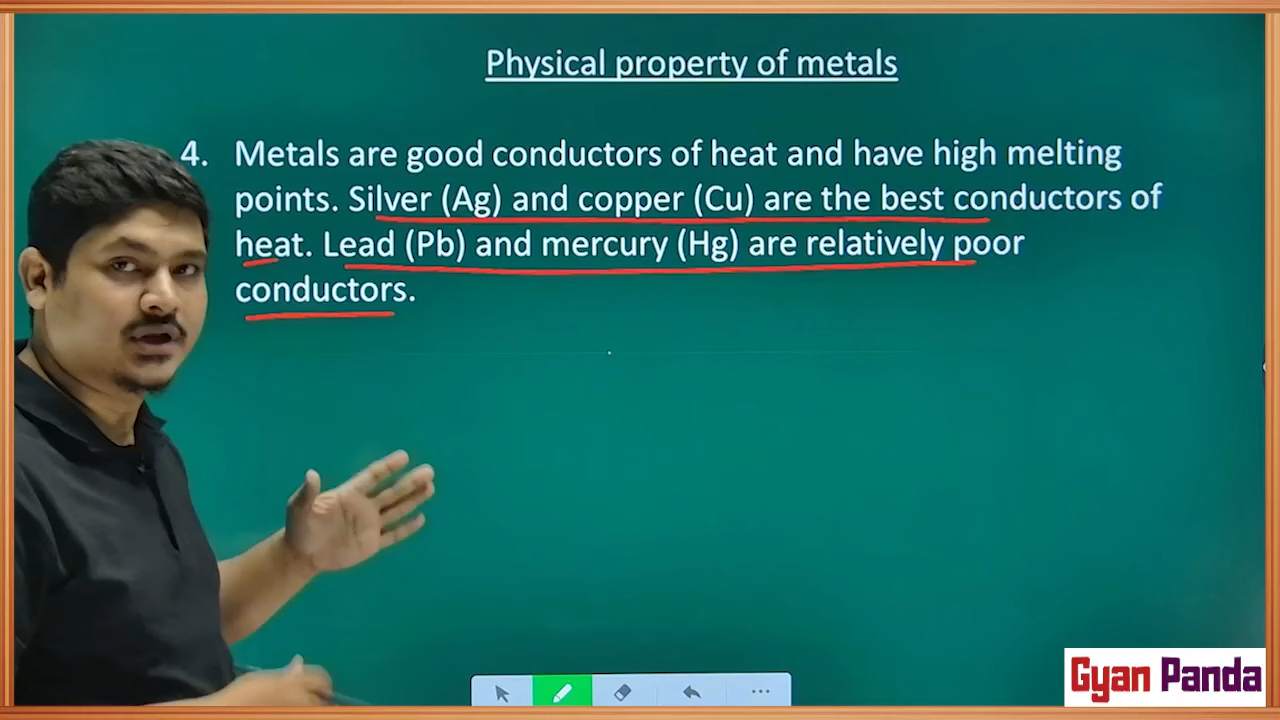 Physical property of metals
4. Metals are good conductors of heat and have high melting
points. Silver (Ag) and copper (Cu) are the best conductors of
heat. Lead (Pb) and mercury (Hg) are relatively poor
conductors.
Gyan Panda